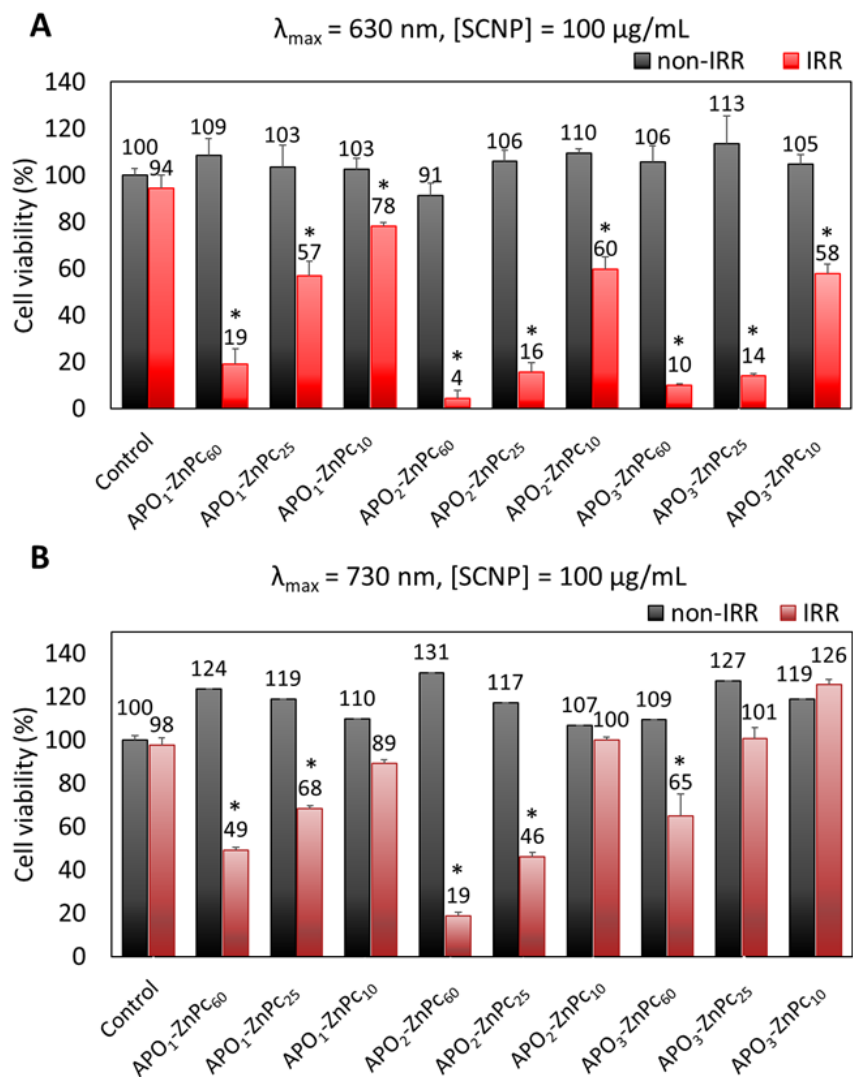 A
λmax = 630 nm, [SCNP] = 100 µg/mL
non-IRR IRR
Cell viability (%)
140
120
100
80
60
40
20
0
100 94 109 * 19 103 * 57 103 * 78 91 * 4 106 * 16 110 * 60 106 * 10 113 * 14 105 * 58
Control APO1-ZnPc60 APO1-ZnPc25 APO1-ZnPc10 APO2-ZnPc60 APO2-ZnPc25 APO2-ZnPc10 APO3-ZnPc60 APO3-ZnPc25 APO3-ZnPc10
B
λmax = 730 nm, [SCNP] = 100 µg/mL
non-IRR IRR
Cell viability (%)
140
120
100
80
60
40
20
0
100 98 124 * 49 119 * 68 110 89 131 * 19 117 * 46 107 100 109 * 65 127 101 119 126
Control APO1-ZnPc60 APO1-ZnPc25 APO1-ZnPc10 APO2-ZnPc60 APO2-ZnPc25 APO2-ZnPc10 APO3-ZnPc60 APO3-ZnPc25 APO3-ZnPc10